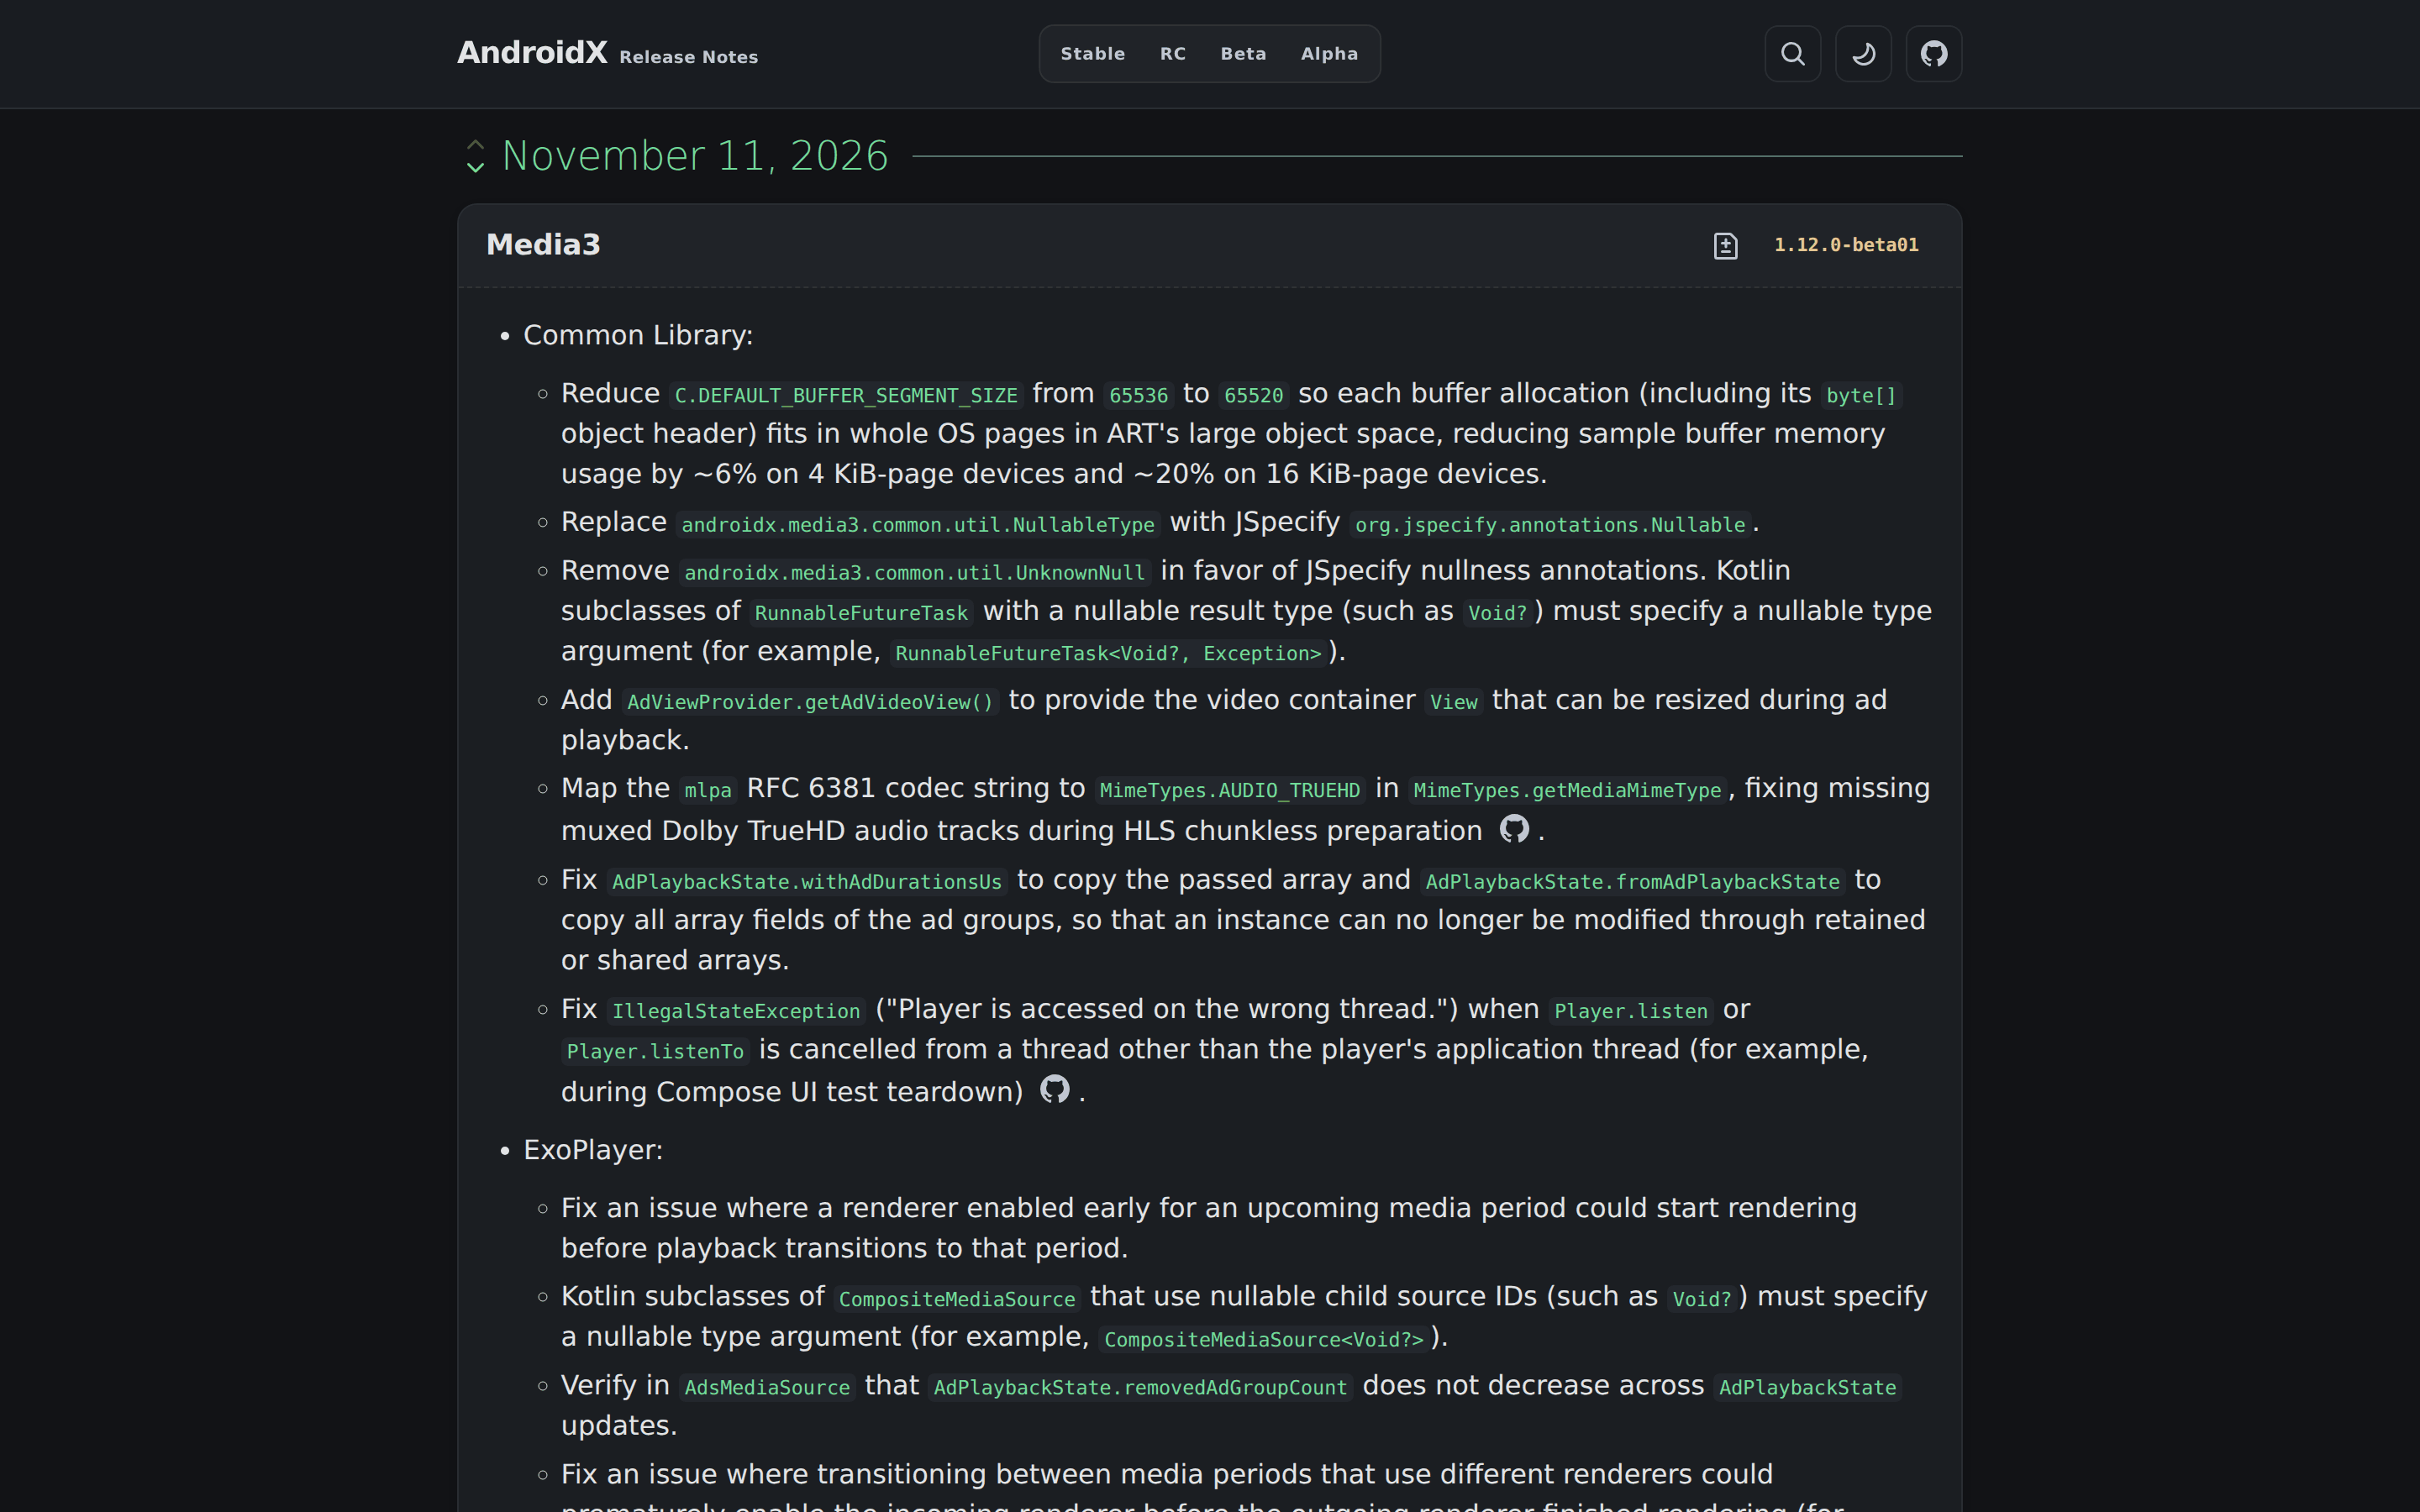 AndroidX Release Notes
Stable RC Beta Alpha
November 11, 2026
Media3
1.12.0-beta01
Common Library:
Reduce C.DEFAULT_BUFFER_SEGMENT_SIZE from 65536 to 65520 so each buffer allocation (including its byte[]
object header) fits in whole OS pages in ART's large object space, reducing sample buffer memory
usage by ~6% on 4 KiB-page devices and ~20% on 16 KiB-page devices.
Replace androidx.media3.common.util.NullableType with JSpecify org.jspecify.annotations.Nullable.
Remove androidx.media3.common.util.UnknownNull in favor of JSpecify nullness annotations. Kotlin
subclasses of RunnableFutureTask with a nullable result type (such as Void?) must specify a nullable type
argument (for example, RunnableFutureTask<Void?, Exception>).
Add AdViewProvider.getAdVideoView() to provide the video container View that can be resized during ad
playback.
Map the mlpa RFC 6381 codec string to MimeTypes.AUDIO_TRUEHD in MimeTypes.getMediaMimeType, fixing missing
muxed Dolby TrueHD audio tracks during HLS chunkless preparation .
Fix AdPlaybackState.withAdDurationsUs to copy the passed array and AdPlaybackState.fromAdPlaybackState to
copy all array fields of the ad groups, so that an instance can no longer be modified through retained
or shared arrays.
Fix IllegalStateException ("Player is accessed on the wrong thread.") when Player.listen or
Player.listenTo is cancelled from a thread other than the player's application thread (for example,
during Compose UI test teardown) .
ExoPlayer:
Fix an issue where a renderer enabled early for an upcoming media period could start rendering
before playback transitions to that period.
Kotlin subclasses of CompositeMediaSource that use nullable child source IDs (such as Void?) must specify
a nullable type argument (for example, CompositeMediaSource<Void?>).
Verify in AdsMediaSource that AdPlaybackState.removedAdGroupCount does not decrease across AdPlaybackState
updates.
Fix an issue where transitioning between media periods that use different renderers could
prematurely enable the incoming renderer before the outgoing renderer finished rendering (for